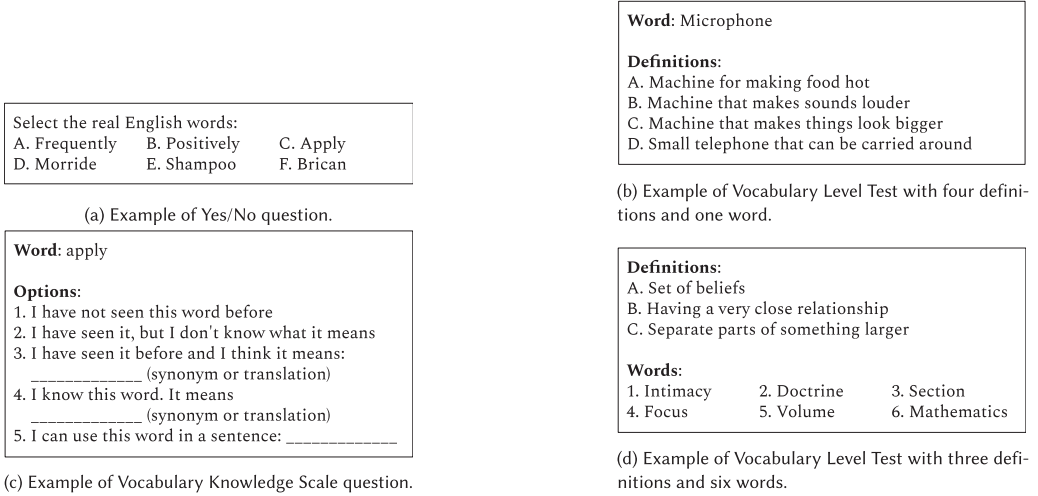 Select the real English words:
A. Frequently B. Positively C. Apply
D. Morride E. Shampoo F. Brican
(a) Example of Yes/No question.
Word: Microphone
Definitions:
A. Machine for making food hot
B. Machine that makes sounds louder
C. Machine that makes things look bigger
D. Small telephone that can be carried around
(b) Example of Vocabulary Level Test with four defini-
tions and one word.
Word: apply
Options:
1. I have not seen this word before
2. I have seen it, but I don't know what it means
3. I have seen it before and I think it means:
_____________ (synonym or translation)
4. I know this word. It means
_____________ (synonym or translation)
5. I can use this word in a sentence: _____________
(c) Example of Vocabulary Knowledge Scale question.
Definitions:
A. Set of beliefs
B. Having a very close relationship
C. Separate parts of something larger
Words:
1. Intimacy 2. Doctrine 3. Section
4. Focus 5. Volume 6. Mathematics
(d) Example of Vocabulary Level Test with three defi-
nitions and six words.